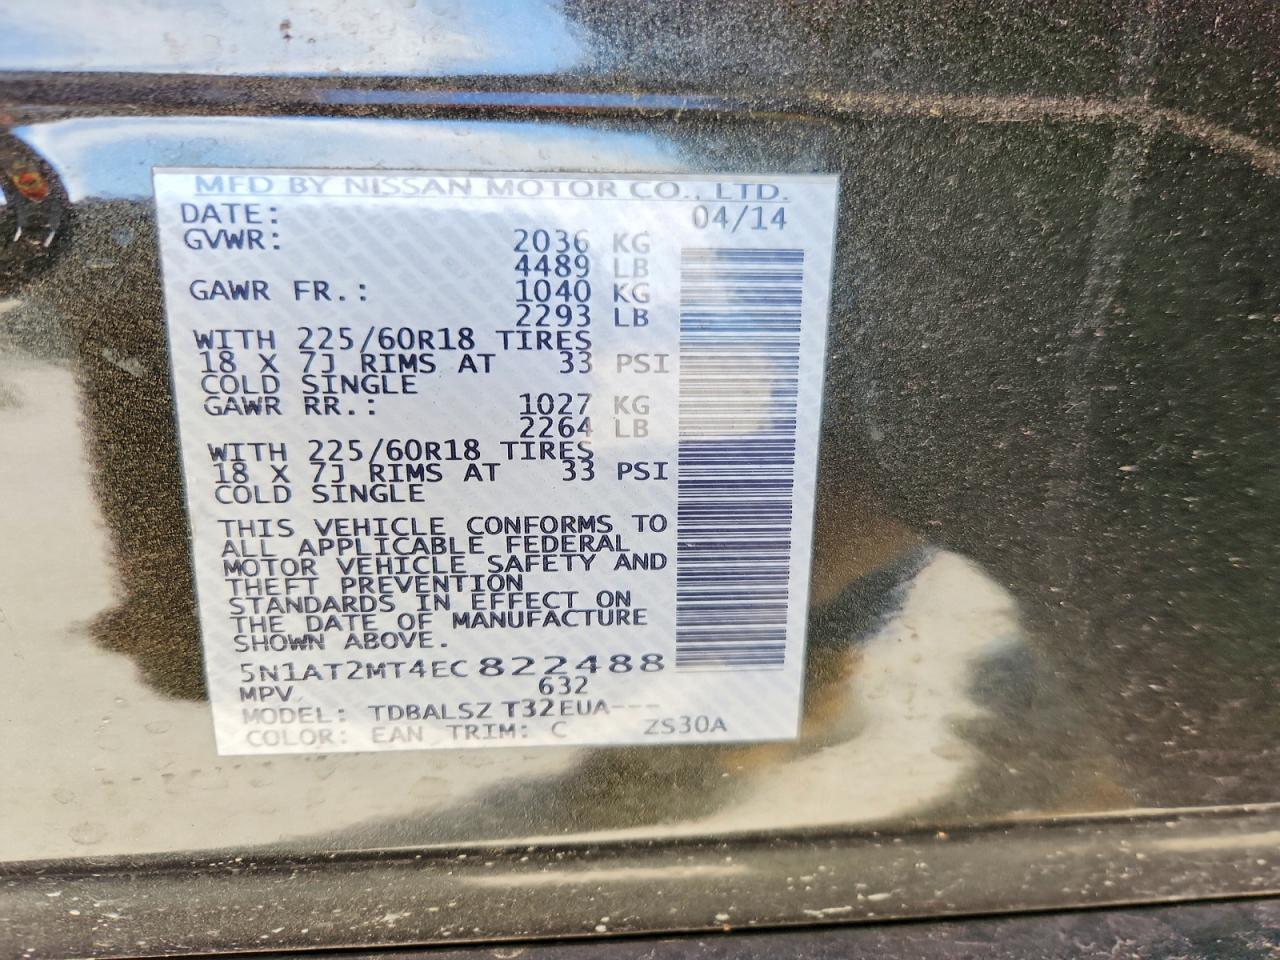 MFD BY NISSAN MOTOR CO., LTD.
DATE: 04/14
GVWR: 2036 KG
4489 LB
GAWR FR.: 1040 KG
2293 LB
WITH 225/60R18 TIRES
18 X 7J RIMS AT 33 PSI
COLD SINGLE
GAWR RR.: 1027 KG
2264 LB
WITH 225/60R18 TIRES
18 X 7J RIMS AT 33 PSI
COLD SINGLE
THIS VEHICLE CONFORMS TO
ALL APPLICABLE FEDERAL
MOTOR VEHICLE SAFETY AND
THEFT PREVENTION
STANDARDS IN EFFECT ON
THE DATE OF MANUFACTURE
SHOWN ABOVE.
5N1AT2MT4EC822488
MPV 632
MODEL: TDBALSZ T32EUA---
COLOR: EAN TRIM: C ZS30A